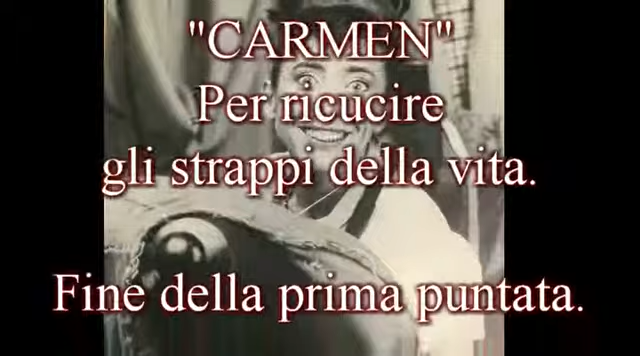 "CARMEN"
Per ricucire
gli strappi della vita.
Fine della prima puntata.